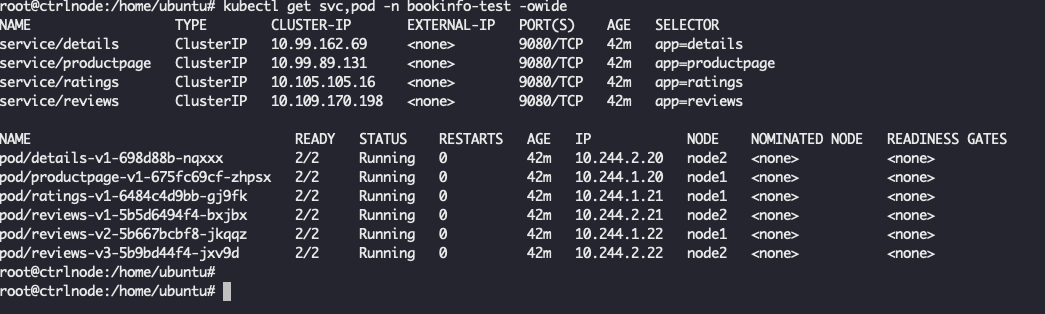 root@ctrlnode:/home/ubuntu# kubectl get svc,pod -n bookinfo-test -owide
NAME TYPE CLUSTER-IP EXTERNAL-IP PORT(S) AGE SELECTOR
service/details ClusterIP 10.99.162.69 <none> 9080/TCP 42m app=details
service/productpage ClusterIP 10.99.89.131 <none> 9080/TCP 42m app=productpage
service/ratings ClusterIP 10.105.105.16 <none> 9080/TCP 42m app=ratings
service/reviews ClusterIP 10.109.170.198 <none> 9080/TCP 42m app=reviews
NAME READY STATUS RESTARTS AGE IP NODE NOMINATED NODE READINESS GATES
pod/details-v1-698d88b-nqxxx 2/2 Running 0 42m 10.244.2.20 node2 <none> <none>
pod/productpage-v1-675fc69cf-zhpsx 2/2 Running 0 42m 10.244.1.20 node1 <none> <none>
pod/ratings-v1-6484c4d9bb-gj9fk 2/2 Running 0 42m 10.244.1.21 node1 <none> <none>
pod/reviews-v1-5b5d6494f4-bxjbx 2/2 Running 0 42m 10.244.2.21 node2 <none> <none>
pod/reviews-v2-5b667bcbf8-jkqqz 2/2 Running 0 42m 10.244.1.22 node1 <none> <none>
pod/reviews-v3-5b9bd44f4-jxv9d 2/2 Running 0 42m 10.244.2.22 node2 <none> <none>
root@ctrlnode:/home/ubuntu#
root@ctrlnode:/home/ubuntu#